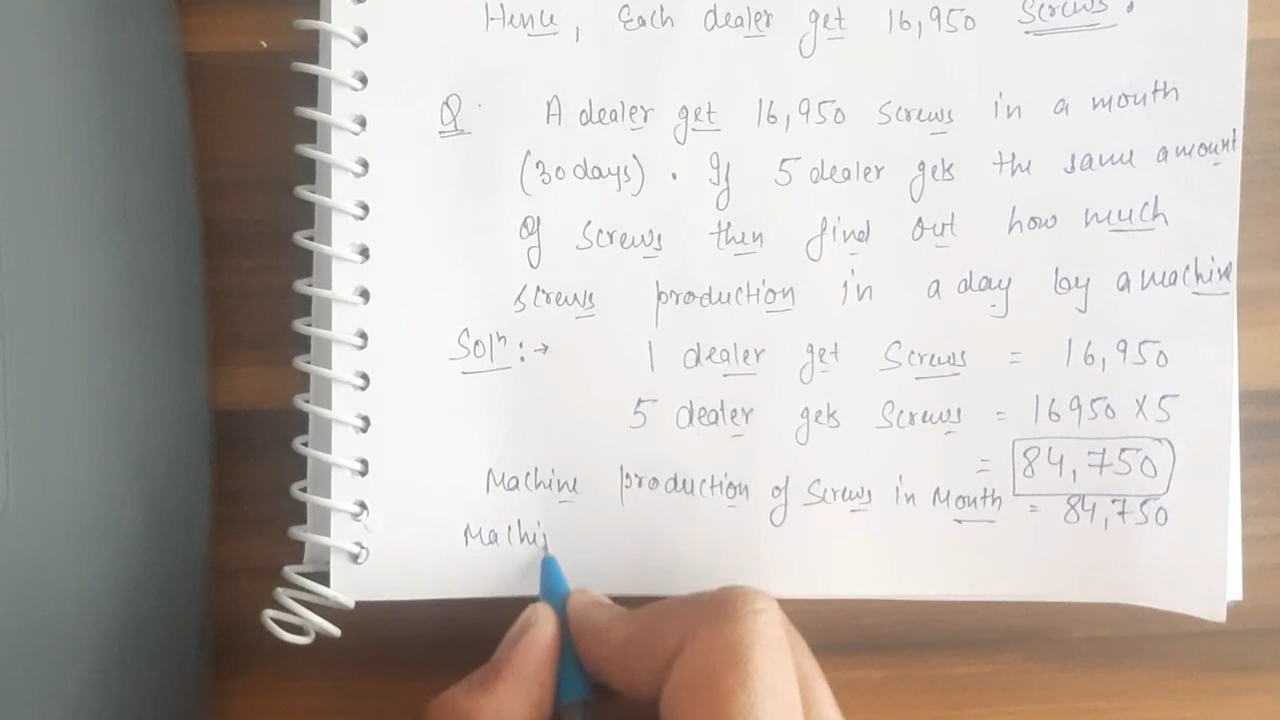 Hence, Each dealer get 16,950 Screws.
Q. A dealer get 16,950 Screws in a mouth
(30 days). If 5 dealer gets the same amount
of screws then find out how much
screws production in a day by a machine
Solⁿ:→ 1 dealer get Screws = 16,950
5 dealer gets Screws = 16950 X 5
= 84,750
Machine production of Screws in Month = 84,750
Machi